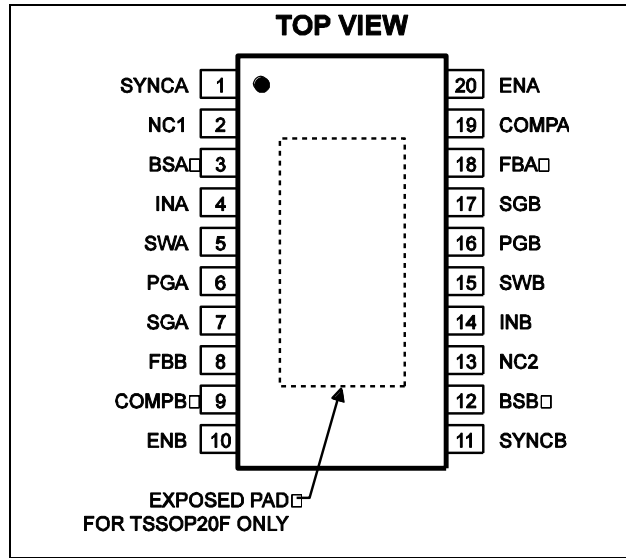 TOP VIEW
SYNCA 1
NC1 2
BSA□ 3
INA 4
SWA 5
PGA 6
SGA 7
FBB 8
COMPB□ 9
ENB 10
20 ENA
19 COMPA
18 FBA□
17 SGB
16 PGB
15 SWB
14 INB
13 NC2
12 BSB□
11 SYNCB
EXPOSED PAD□
FOR TSSOP20F ONLY